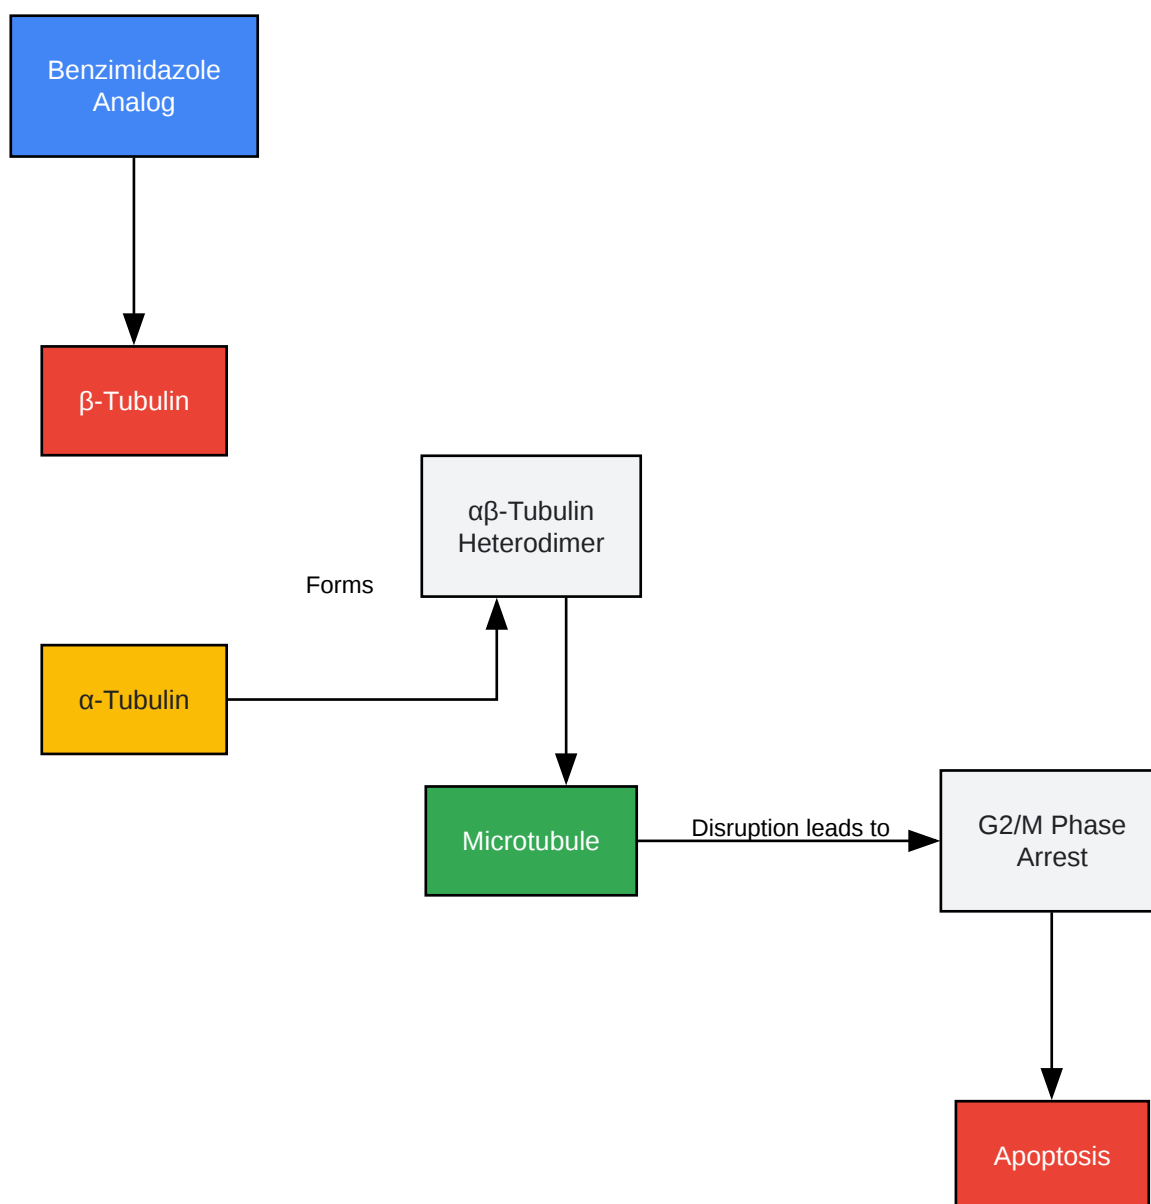 Benzimidazole
Analog
β-Tubulin
αβ-Tubulin
Heterodimer
Forms
α-Tubulin
Microtubule
Disruption leads to
G2/M Phase
Arrest
Apoptosis